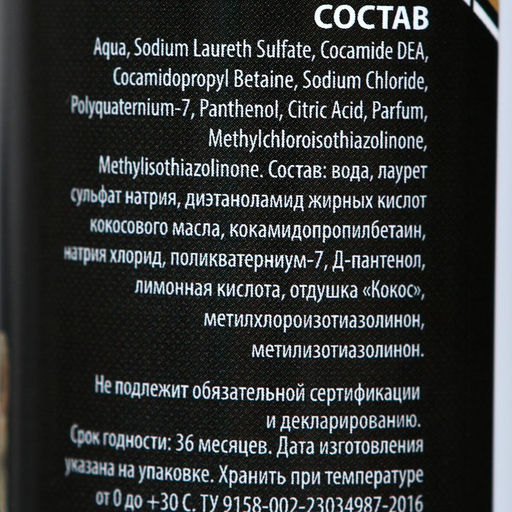 СОСТАВ
Aqua, Sodium Laureth Sulfate, Cocamide DEA,
Cocamidopropyl Betaine, Sodium Chloride,
Polyquaternium-7, Panthenol, Citric Acid, Parfum,
Methylchloroisothiazolinone,
Methylisothiazolinone. Состав: вода, лаурет
сульфат натрия, диэтаноламид жирных кислот
кокосового масла, кокамидопропилбетаин,
натрия хлорид, поликватерниум-7, Д-пантенол,
лимонная кислота, отдушка «Кокос»,
метилхлороизотиазолинон,
метилизотиазолинон.
Не подлежит обязательной сертификации
и декларированию.
Срок годности: 36 месяцев. Дата изготовления
указана на упаковке. Хранить при температуре
от 0 до +30 С. ТУ 9158-002-23034987-2016